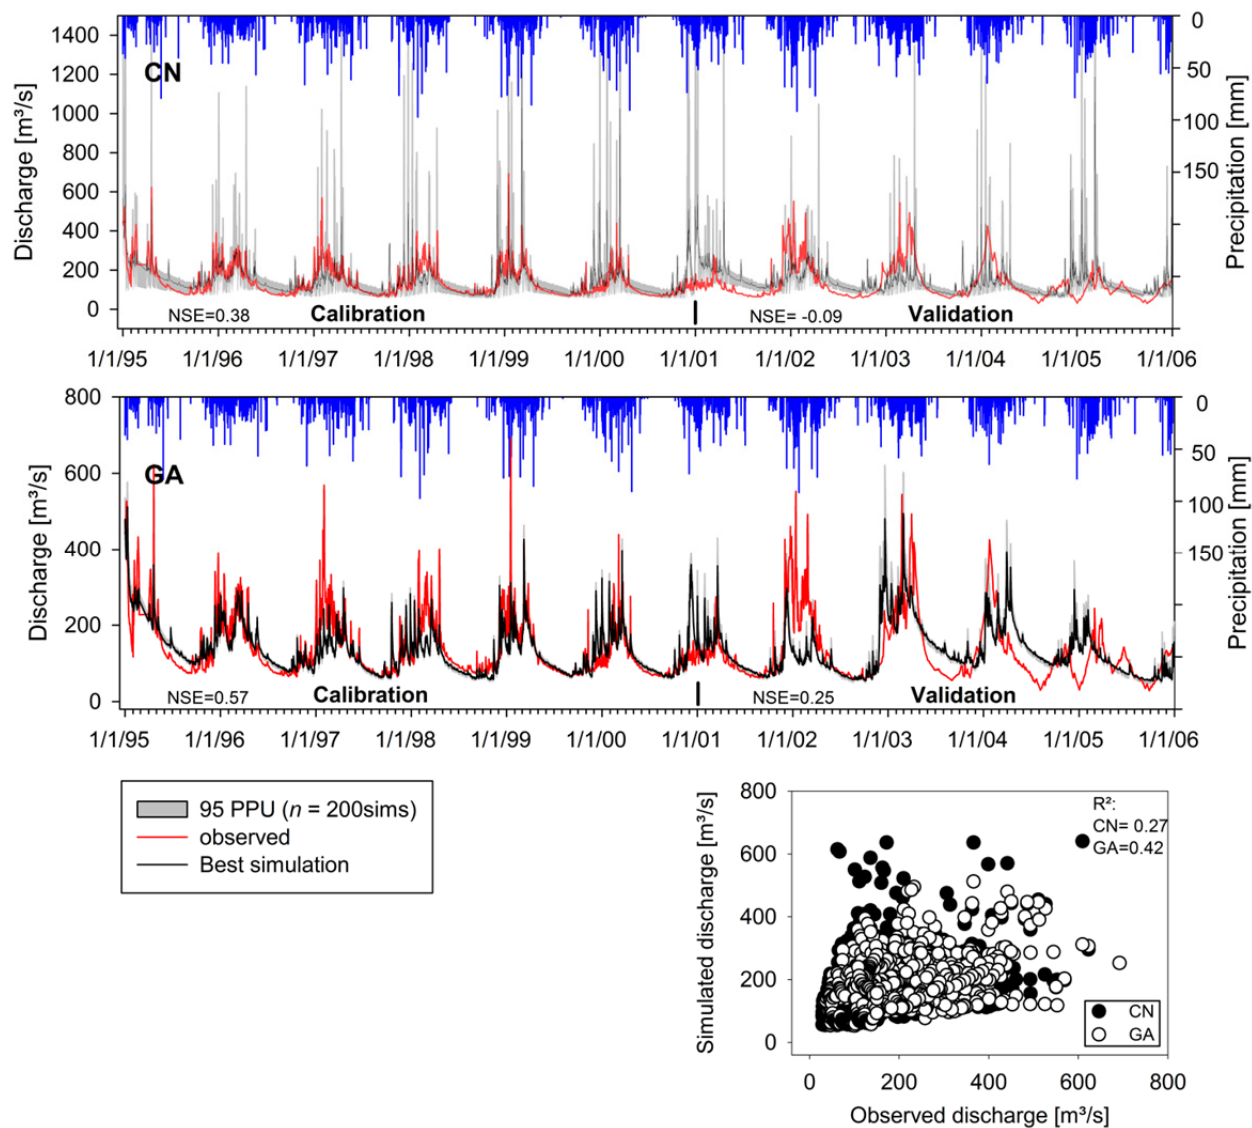 1400
1200
1000
800
600
400
200
0
Discharge [m³/s]
CN
0
50
100
150
Precipitation [mm]
NSE=0.38
Calibration
NSE= -0.09
Validation
1/1/95 1/1/96 1/1/97 1/1/98 1/1/99 1/1/00 1/1/01 1/1/02 1/1/03 1/1/04 1/1/05 1/1/06
800
600
400
200
0
Discharge [m³/s]
GA
0
50
100
150
Precipitation [mm]
NSE=0.57
Calibration
NSE=0.25
Validation
1/1/95 1/1/96 1/1/97 1/1/98 1/1/99 1/1/00 1/1/01 1/1/02 1/1/03 1/1/04 1/1/05 1/1/06
95 PPU (n = 200sims)
observed
Best simulation
800
600
400
200
0
Simulated discharge [m³/s]
R²:
CN= 0.27
GA=0.42
CN
GA
0 200 400 600 800
Observed discharge [m³/s]